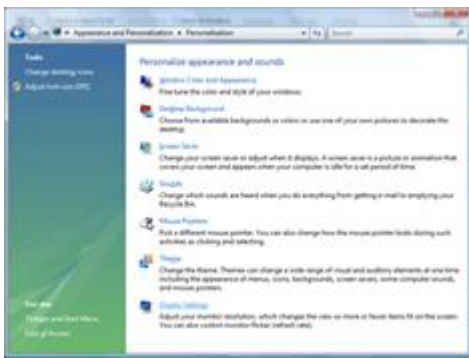 Appearance and Personalization ▸ Personalization
Search
Tasks
Change desktop icons
Adjust font size (DPI)
Personalize appearance and sounds
Window Color and Appearance
Fine tune the color and style of your windows.
Desktop Background
Choose from available backgrounds or colors or use one of your own pictures to decorate the
desktop.
Screen Saver
Change your screen saver or adjust when it displays. A screen saver is a picture or animation that
covers your screen and appears when your computer is idle for a set period of time.
Sounds
Change which sounds are heard when you do everything from getting e-mail to emptying your
Recycle Bin.
Mouse Pointers
Pick a different mouse pointer. You can also change how the mouse pointer looks during such
activities as clicking and selecting.
Theme
Change the theme. Themes can change a wide range of visual and auditory elements at one time
including the appearance of menus, icons, backgrounds, screen savers, some computer sounds,
and mouse pointers.
Display Settings
Adjust your monitor resolution, which changes the view so more or fewer items fit on the screen.
You can also control monitor flicker (refresh rate).
See also
Taskbar and Start Menu
Ease of Access